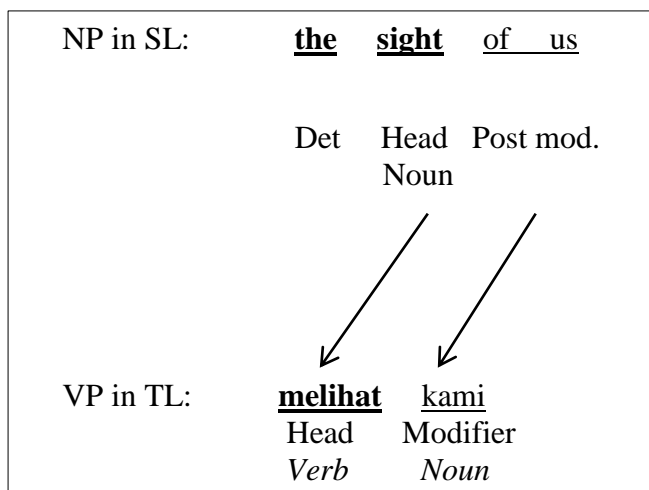 NP in SL: the sight of us
Det Head Post mod.
Noun
VP in TL: melihat kami
Head Modifier
Verb Noun